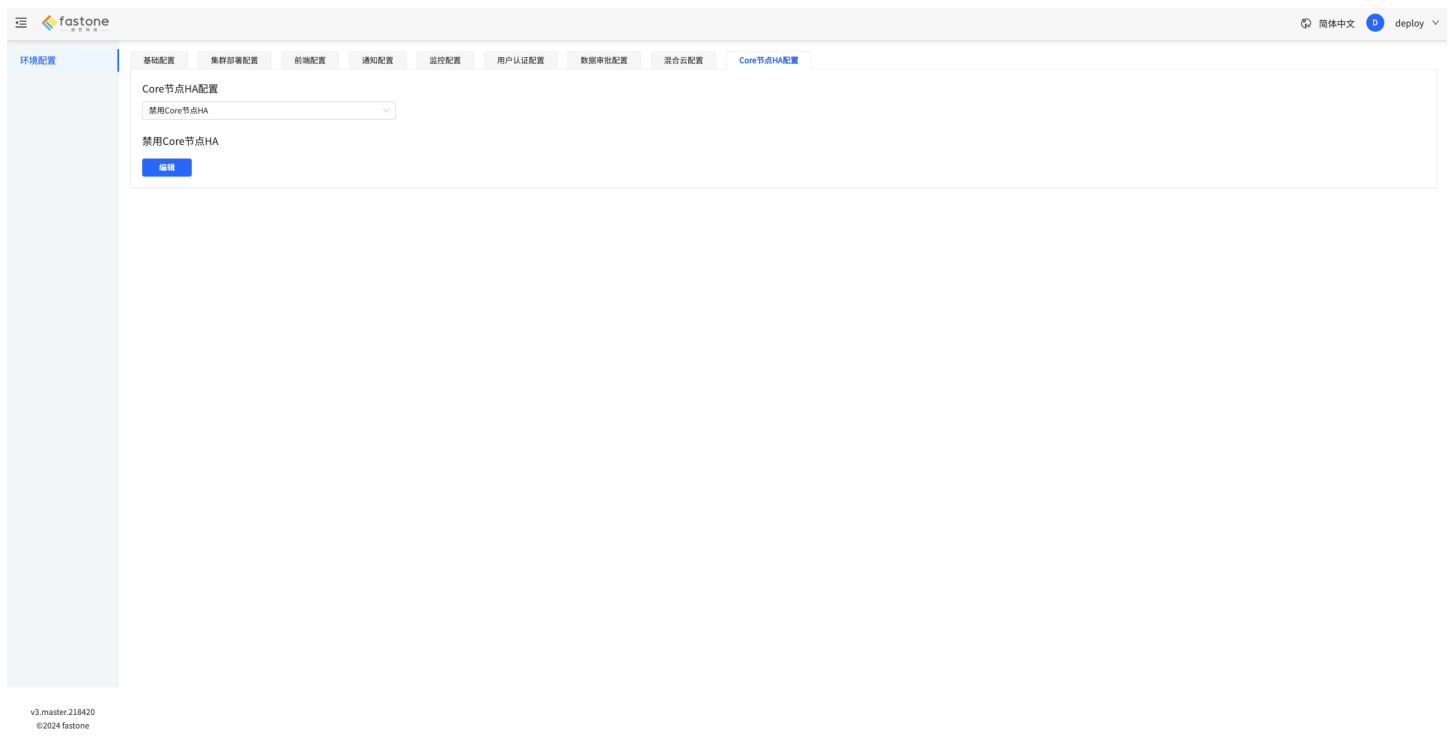 fastone
速石科技
简体中文 D deploy
环境配置
基础配置 集群部署配置 前端配置 通知配置 监控配置 用户认证配置 数据审批配置 混合云配置 Core节点HA配置
Core节点HA配置
禁用Core节点HA
禁用Core节点HA
编辑
v3.master.218420
©2024 fastone